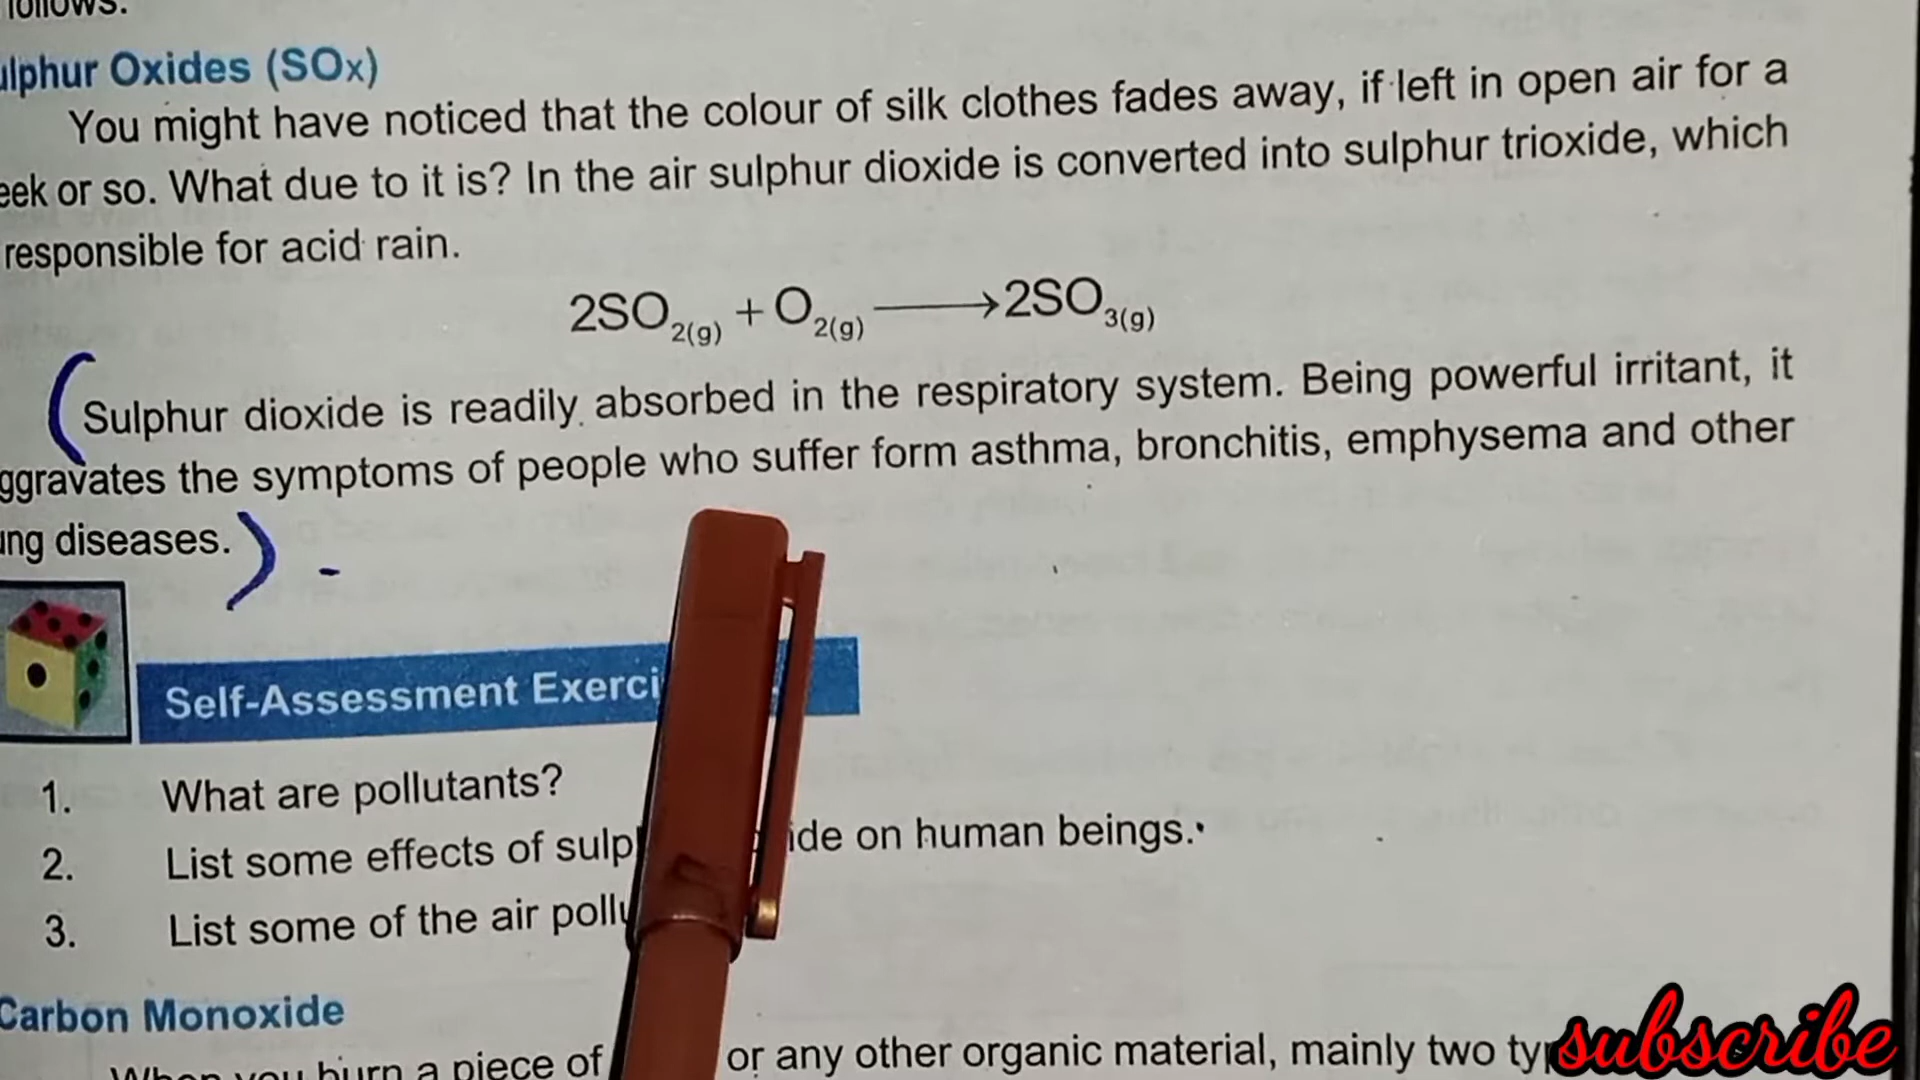 follows.
ulphur Oxides (SOx)
You might have noticed that the colour of silk clothes fades away, if left in open air for a
eek or so. What due to it is? In the air sulphur dioxide is converted into sulphur trioxide, which
responsible for acid rain.
2SO2(g) + O2(g) ⟶ 2SO3(g)
(Sulphur dioxide is readily absorbed in the respiratory system. Being powerful irritant, it
ggravates the symptoms of people who suffer form asthma, bronchitis, emphysema and other
ung diseases.) -
Self-Assessment Exerci
1. What are pollutants?
2. List some effects of sulp ide on human beings.
3. List some of the air pollu
Carbon Monoxide
When you burn a piece of or any other organic material, mainly two typ
subscribe